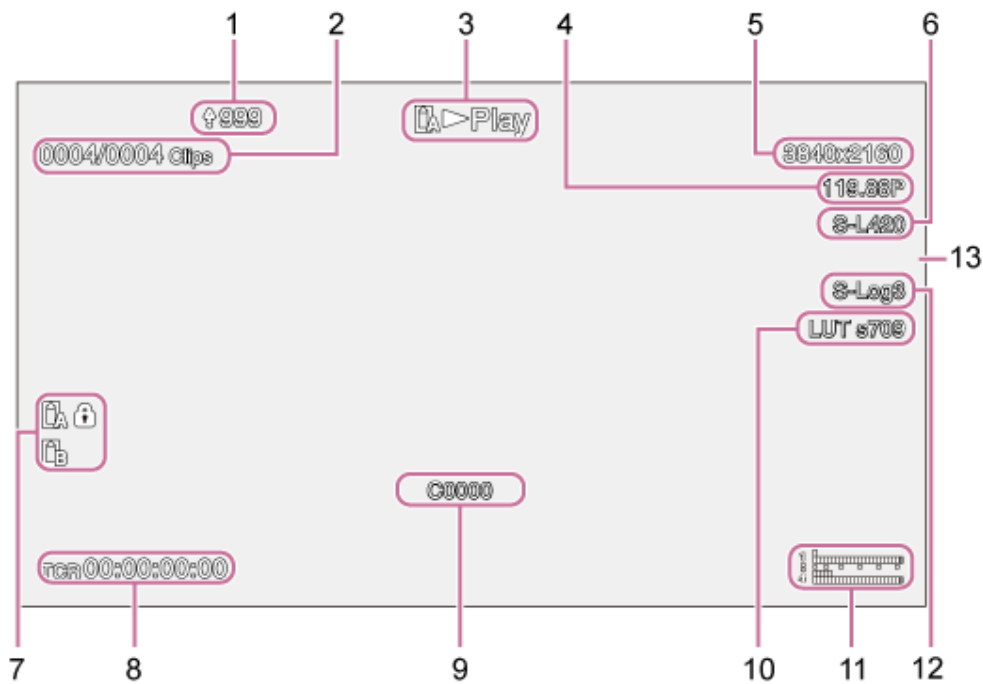 1 2 3 4 5 6
999
A Play
0004/0004 Clips
3840x2160
119.88P
S-L420
13
S-Log3
LUT s709
A
B
C0000
TCR 00:00:00:00
7 8 9 10 11 12